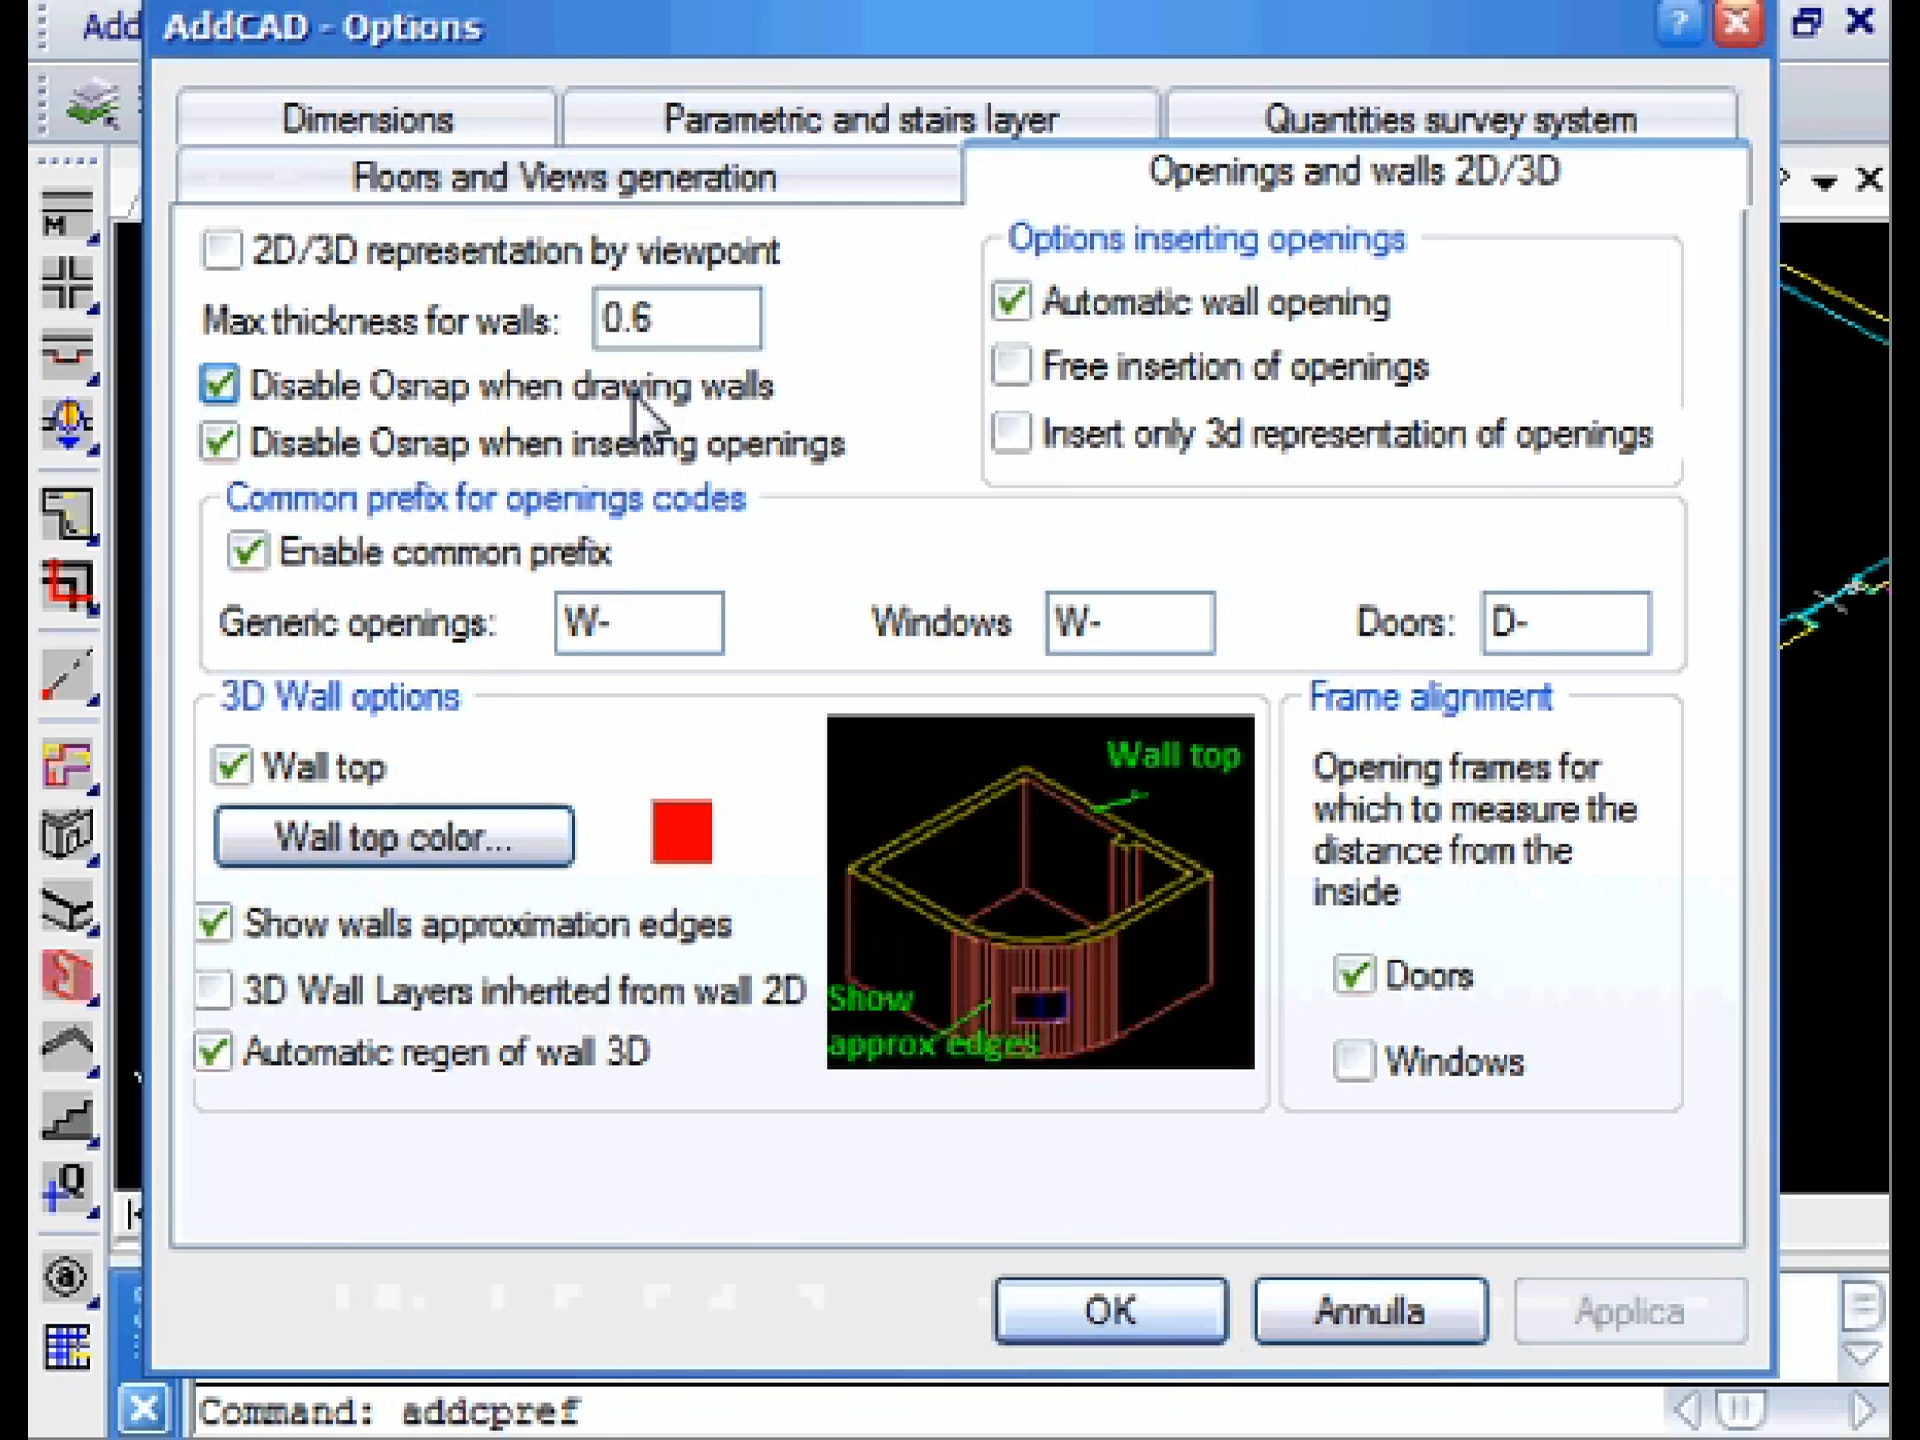 Add
AddCAD - Options
Dimensions
Parametric and stairs layer
Quantities survey system
Floors and Views generation
Openings and walls 2D/3D
2D/3D representation by viewpoint
Max thickness for walls: 0.6
Disable Osnap when drawing walls
Disable Osnap when inserting openings
Options inserting openings
Automatic wall opening
Free insertion of openings
Insert only 3d representation of openings
Common prefix for openings codes
Enable common prefix
Generic openings: W- Windows W- Doors: D-
3D Wall options
Wall top
Wall top color...
Show walls approximation edges
3D Wall Layers inherited from wall 2D
Automatic regen of wall 3D
Wall top
Show
approx edges
Frame alignment
Opening frames for
which to measure the
distance from the
inside
Doors
Windows
OK
Annulla
Applica
Command: addcpref